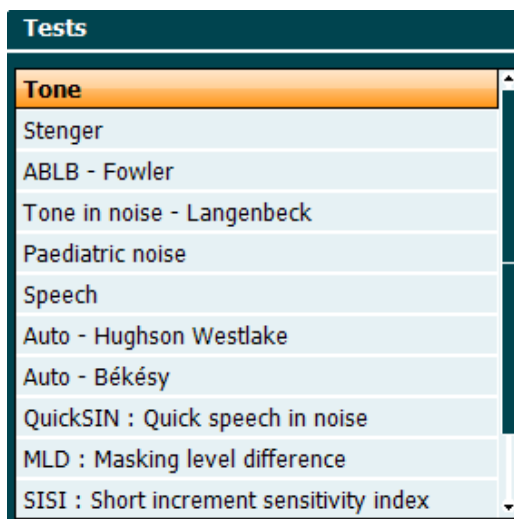 Tests
Tone
Stenger
ABLB - Fowler
Tone in noise - Langenbeck
Paediatric noise
Speech
Auto - Hughson Westlake
Auto - Békésy
QuickSIN : Quick speech in noise
MLD : Masking level difference
SISI : Short increment sensitivity index